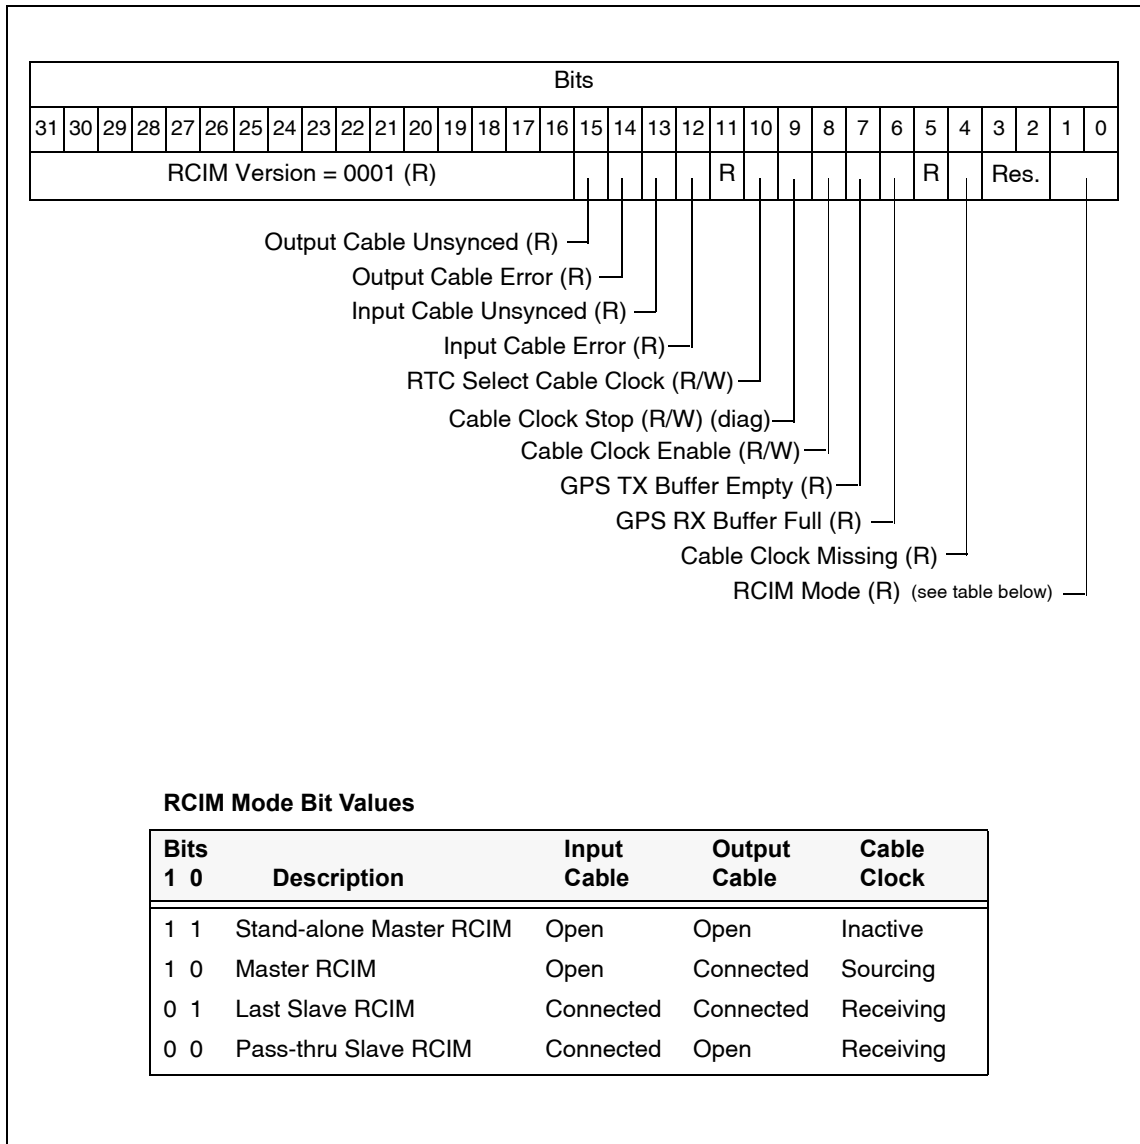 Bits
31 30 29 28 27 26 25 24 23 22 21 20 19 18 17 16 15 14 13 12 11 10 9 8 7 6 5 4 3 2 1 0
RCIM Version = 0001 (R) R R Res.
Output Cable Unsynced (R)
Output Cable Error (R)
Input Cable Unsynced (R)
Input Cable Error (R)
RTC Select Cable Clock (R/W)
Cable Clock Stop (R/W) (diag)
Cable Clock Enable (R/W)
GPS TX Buffer Empty (R)
GPS RX Buffer Full (R)
Cable Clock Missing (R)
RCIM Mode (R) (see table below)
RCIM Mode Bit Values
Bits Input Output Cable
1 0 Description Cable Cable Clock
1 1 Stand-alone Master RCIM Open Open Inactive
1 0 Master RCIM Open Connected Sourcing
0 1 Last Slave RCIM Connected Connected Receiving
0 0 Pass-thru Slave RCIM Connected Open Receiving